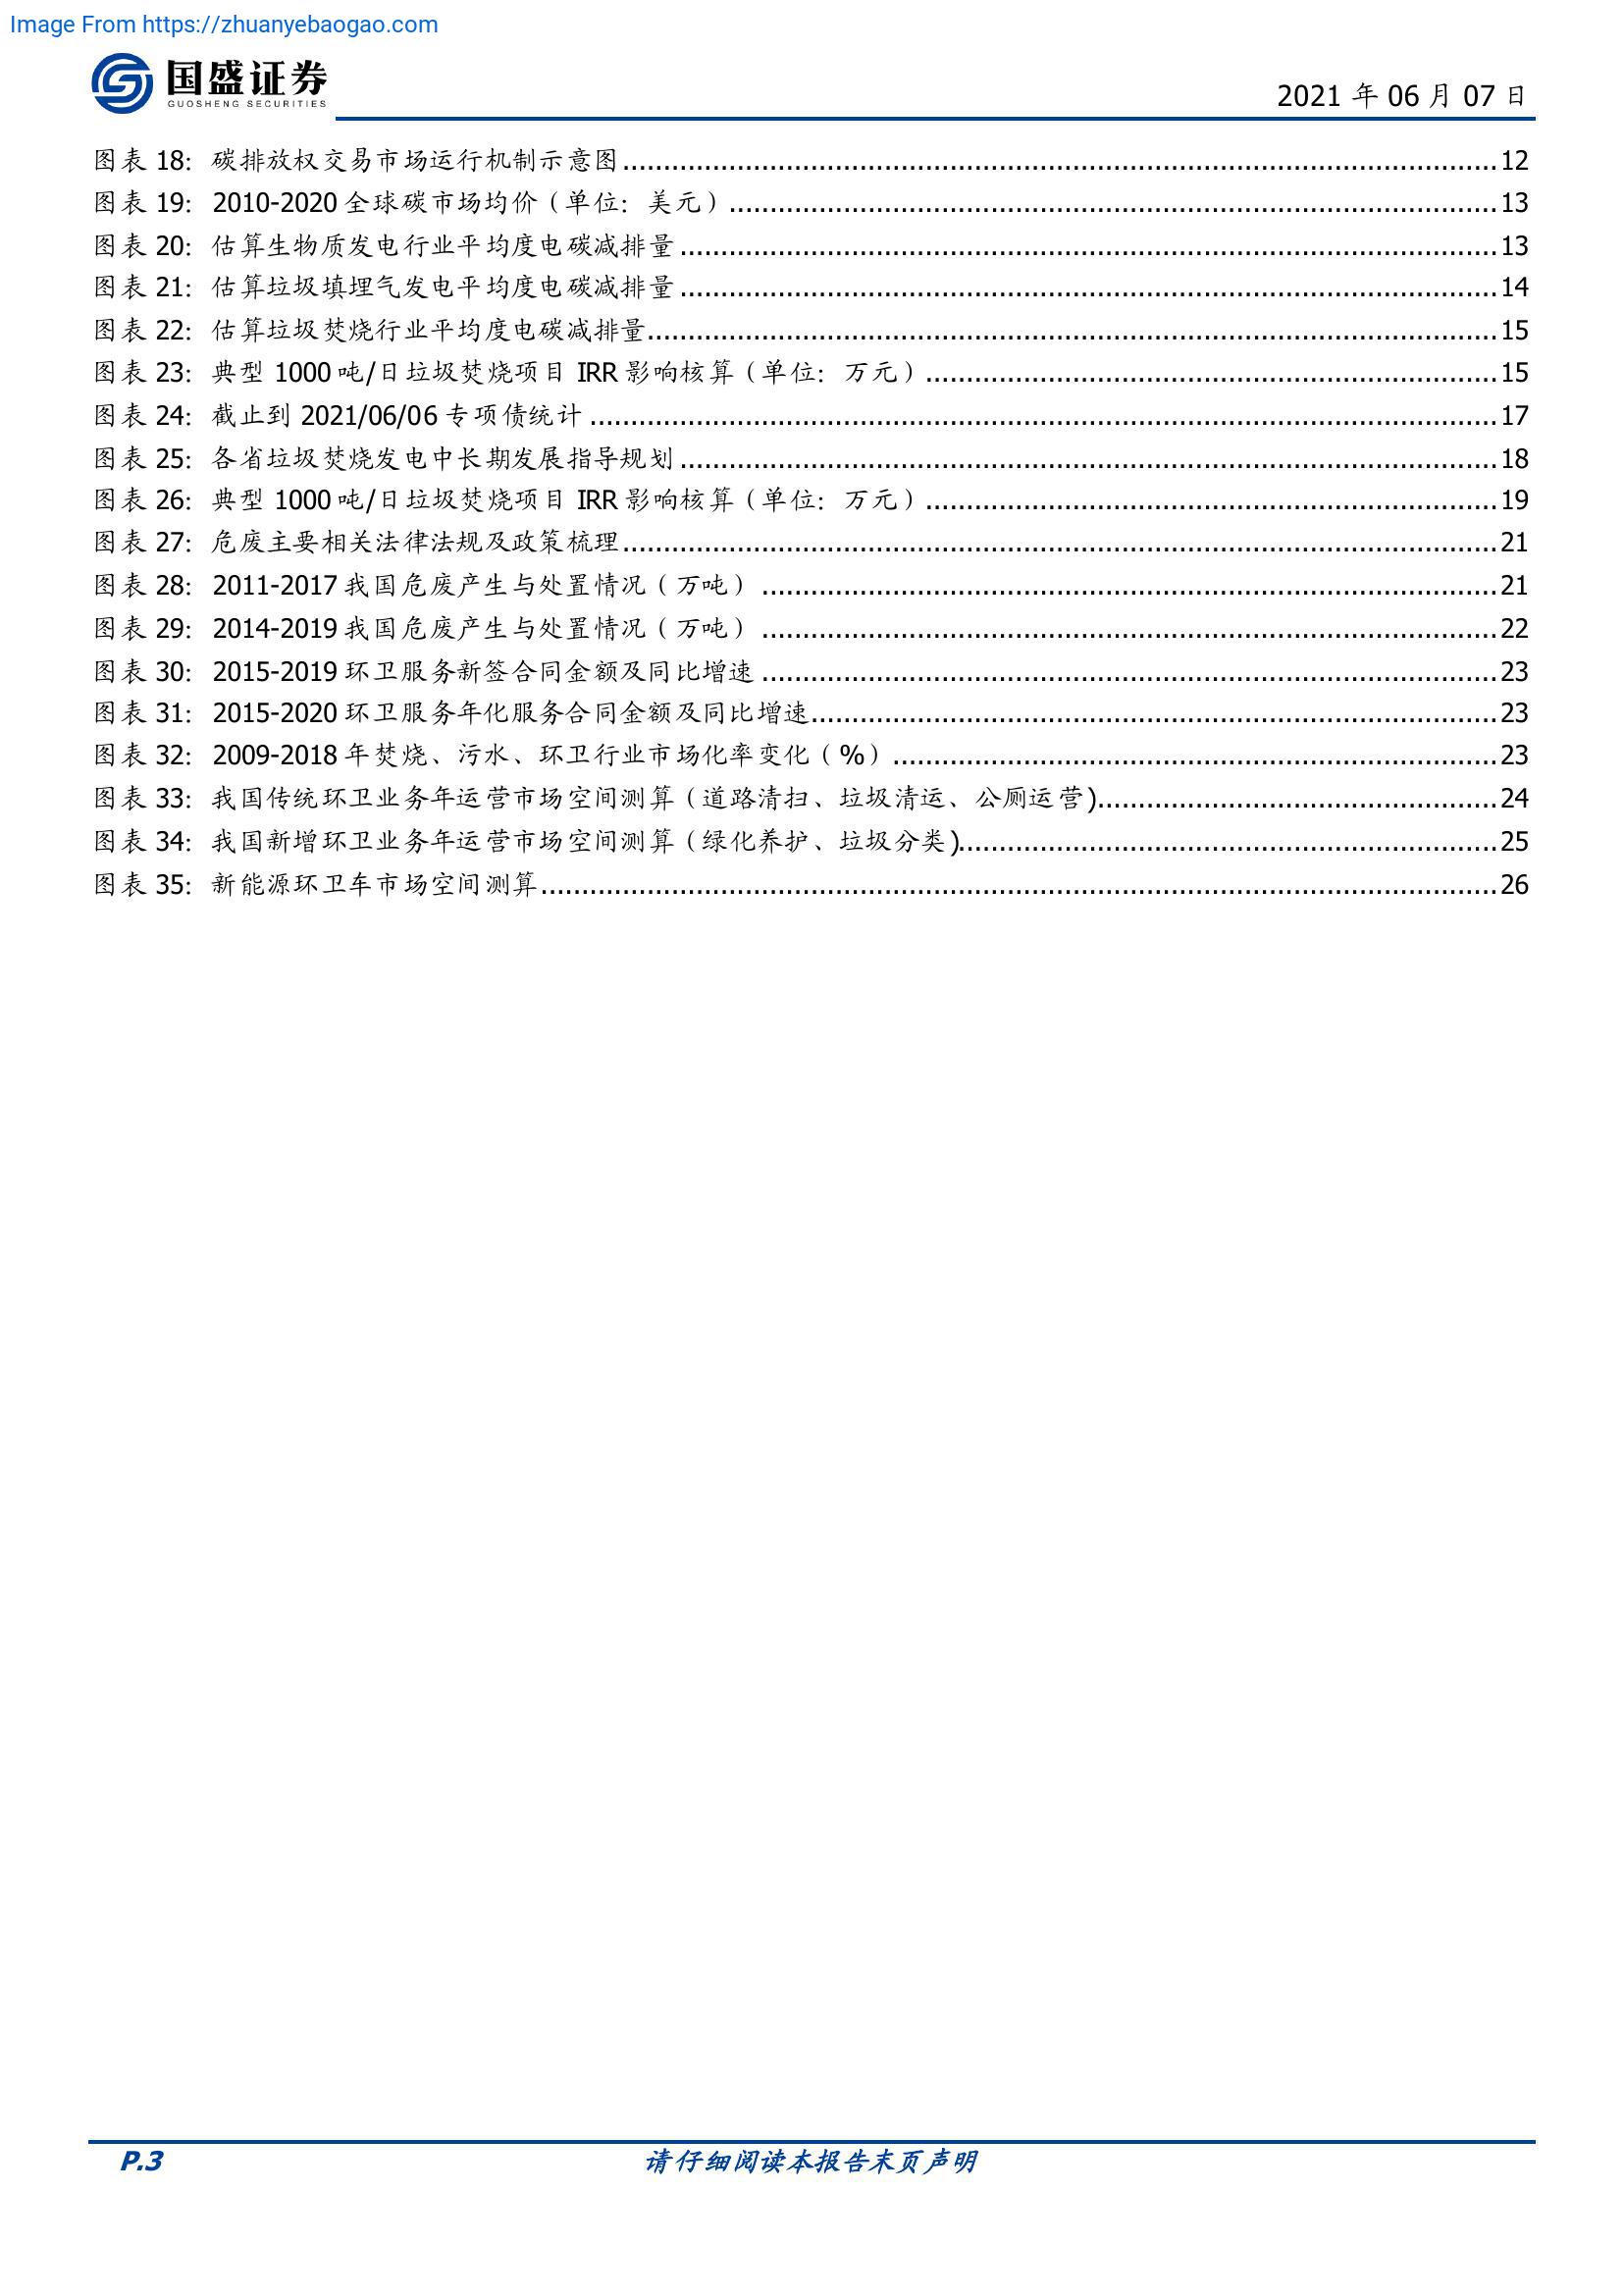 Image From https://zhuanyebaogao.com
国盛证券
GUOSHENG SECURITIES
2021 年 06 月 07 日
图表 18：碳排放权交易市场运行机制示意图 12
图表 19：2010-2020 全球碳市场均价（单位：美元） 13
图表 20：估算生物质发电行业平均度电碳减排量 13
图表 21：估算垃圾填埋气发电平均度电碳减排量 14
图表 22：估算垃圾焚烧行业平均度电碳减排量 15
图表 23：典型 1000 吨/日垃圾焚烧项目 IRR 影响核算（单位：万元） 15
图表 24：截止到 2021/06/06 专项债统计 17
图表 25：各省垃圾焚烧发电中长期发展指导规划 18
图表 26：典型 1000 吨/日垃圾焚烧项目 IRR 影响核算（单位：万元） 19
图表 27：危废主要相关法律法规及政策梳理 21
图表 28：2011-2017 我国危废产生与处置情况（万吨） 21
图表 29：2014-2019 我国危废产生与处置情况（万吨） 22
图表 30：2015-2019 环卫服务新签合同金额及同比增速 23
图表 31：2015-2020 环卫服务年化服务合同金额及同比增速 23
图表 32：2009-2018 年焚烧、污水、环卫行业市场化率变化（%） 23
图表 33：我国传统环卫业务年运营市场空间测算（道路清扫、垃圾清运、公厕运营) 24
图表 34：我国新增环卫业务年运营市场空间测算（绿化养护、垃圾分类) 25
图表 35：新能源环卫车市场空间测算 26
P.3
请仔细阅读本报告末页声明